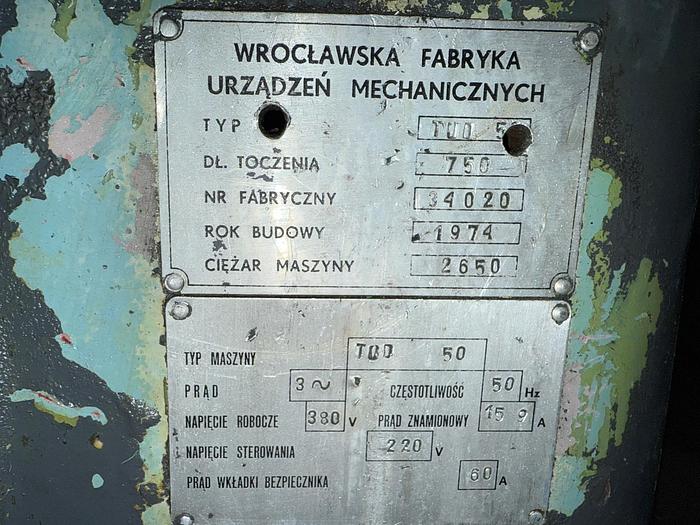 WROCŁAWSKA FABRYKA
URZĄDZEŃ MECHANICZNYCH
TYP TUD
DŁ. TOCZENIA 750
NR FABRYCZNY 34020
ROK BUDOWY 1974
CIĘŻAR MASZYNY 2650
TYP MASZYNY TUD 50
PRĄD 3~ CZĘSTOTLIWOŚĆ 50 Hz
NAPIĘCIE ROBOCZE 380 V PRĄD ZNAMIONOWY A
NAPIĘCIE STEROWANIA 220 V
PRĄD WKŁADKI BEZPIECZNIKA 60 A